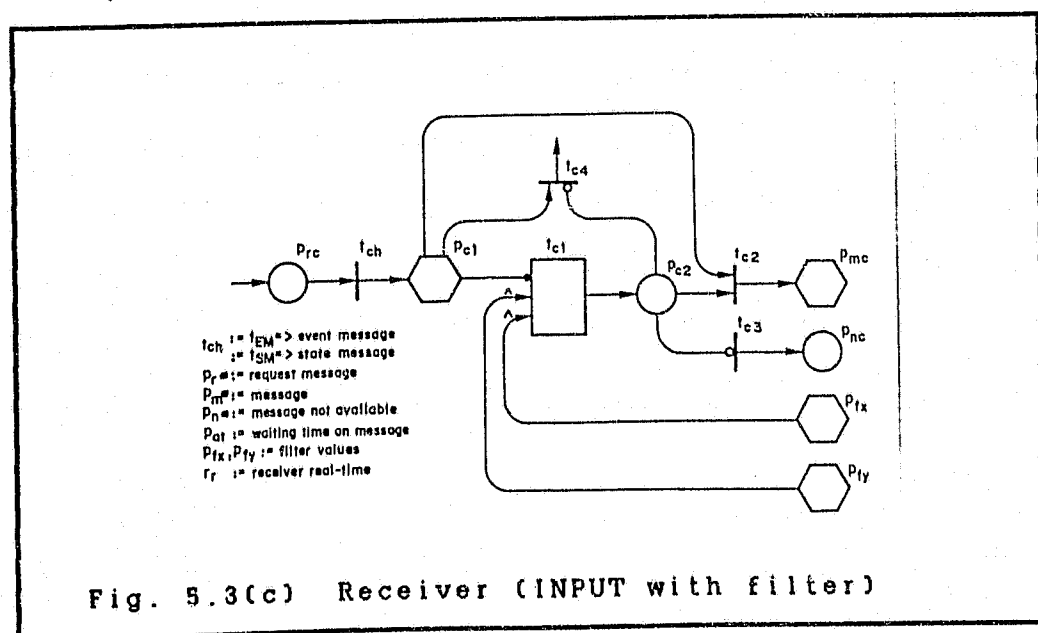 tc4
prc
tch
pc1
tc1
pc2
tc2
pmc
tc3
pnc
tch := tEM => event message
:= tSM => state message
pr* := request message
pm* := message
pn* := message not available
pat := waiting time on message
pfx, pfy := filter values
rr := receiver real-time
^
^
pfx
pfy
Fig. 5.3(c) Receiver (INPUT with filter)